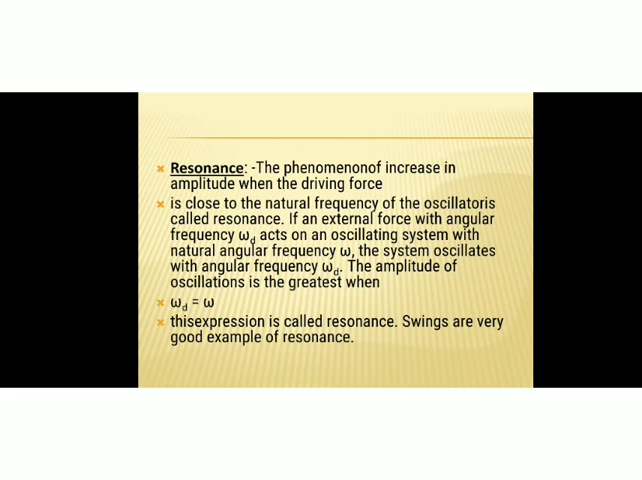 Resonance: -The phenomenonof increase in
amplitude when the driving force
is close to the natural frequency of the oscillatoris
called resonance. If an external force with angular
frequency ωd acts on an oscillating system with
natural angular frequency ω, the system oscillates
with angular frequency ωd. The amplitude of
oscillations is the greatest when
ωd = ω
thisexpression is called resonance. Swings are very
good example of resonance.